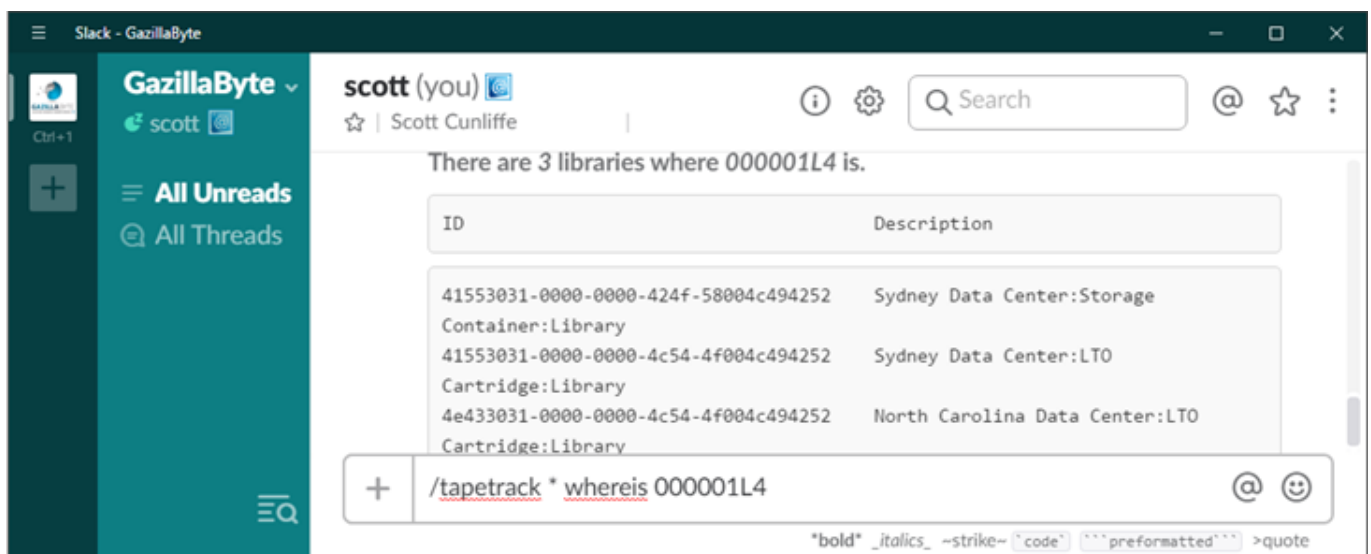 Slack - GazillaByte
Ctrl+1
GazillaByte
scott
All Unreads
All Threads
scott (you)
Scott Cunliffe
Search
There are 3 libraries where 000001L4 is.
ID Description
41553031-0000-0000-424f-58004c494252 Sydney Data Center:Storage
Container:Library
41553031-0000-0000-4c54-4f004c494252 Sydney Data Center:LTO
Cartridge:Library
4e433031-0000-0000-4c54-4f004c494252 North Carolina Data Center:LTO
Cartridge:Library
/tapetrack * whereis 000001L4
*bold* _italics_ ~strike~ `code` ```preformatted``` >quote